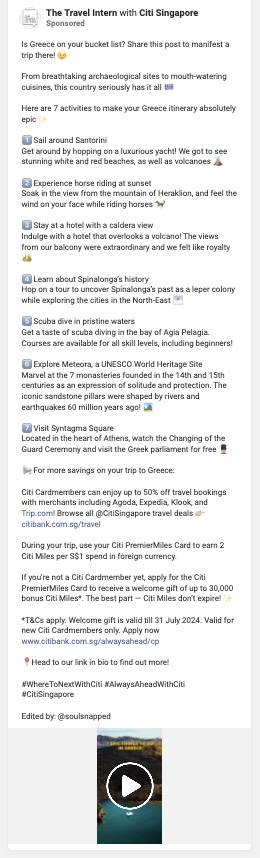 The Travel Intern with Citi Singapore
Sponsored
Is Greece on your bucket list? Share this post to manifest a
trip there! 😉
From breathtaking archaeological sites to mouth-watering
cuisines, this country seriously has it all 🇬🇷
Here are 7 activities to make your Greece itinerary absolutely
epic ✨
1️⃣ Sail around Santorini
Get around by hopping on a luxurious yacht! We got to see
stunning white and red beaches, as well as volcanoes 🌋
2️⃣ Experience horse riding at sunset
Soak in the view from the mountain of Heraklion, and feel the
wind on your face while riding horses 🐎
3️⃣ Stay at a hotel with a caldera view
Indulge with a hotel that overlooks a volcano! The views
from our balcony were extraordinary and we felt like royalty
👑
4️⃣ Learn about Spinalonga's history
Hop on a tour to uncover Spinalonga's past as a leper colony
while exploring the cities in the North-East
5️⃣ Scuba dive in pristine waters
Get a taste of scuba diving in the bay of Agia Pelagia.
Courses are available for all skill levels, including beginners!
6️⃣ Explore Meteora, a UNESCO World Heritage Site
Marvel at the 7 monasteries founded in the 14th and 15th
centuries as an expression of solitude and protection. The
iconic sandstone pillars were shaped by rivers and
earthquakes 60 million years ago! 🏞️
7️⃣ Visit Syntagma Square
Located in the heart of Athens, watch the Changing of the
Guard Ceremony and visit the Greek parliament for free 💂🏿
📢For more savings on your trip to Greece:
Citi Cardmembers can enjoy up to 50% off travel bookings
with merchants including Agoda, Expedia, Klook, and
Trip.com! Browse all @CitiSingapore travel deals 👉🏻
citibank.com.sg/travel
During your trip, use your Citi PremierMiles Card to earn 2
Citi Miles per S$1 spend in foreign currency.
If you're not a Citi Cardmember yet, apply for the Citi
PremierMiles Card to receive a welcome gift of up to 30,000
bonus Citi Miles*. The best part — Citi Miles don't expire! ✨
*T&Cs apply. Welcome gift is valid till 31 July 2024. Valid for
new Citi Cardmembers only. Apply now
www.citibank.com.sg/alwaysahead/cp
📍Head to our link in bio to find out more!
#WhereToNextWithCiti #AlwaysAheadWithCiti
#CitiSingapore
Edited by: @soulsnapped
7 EPIC THINGS TO DO
IN GREECE